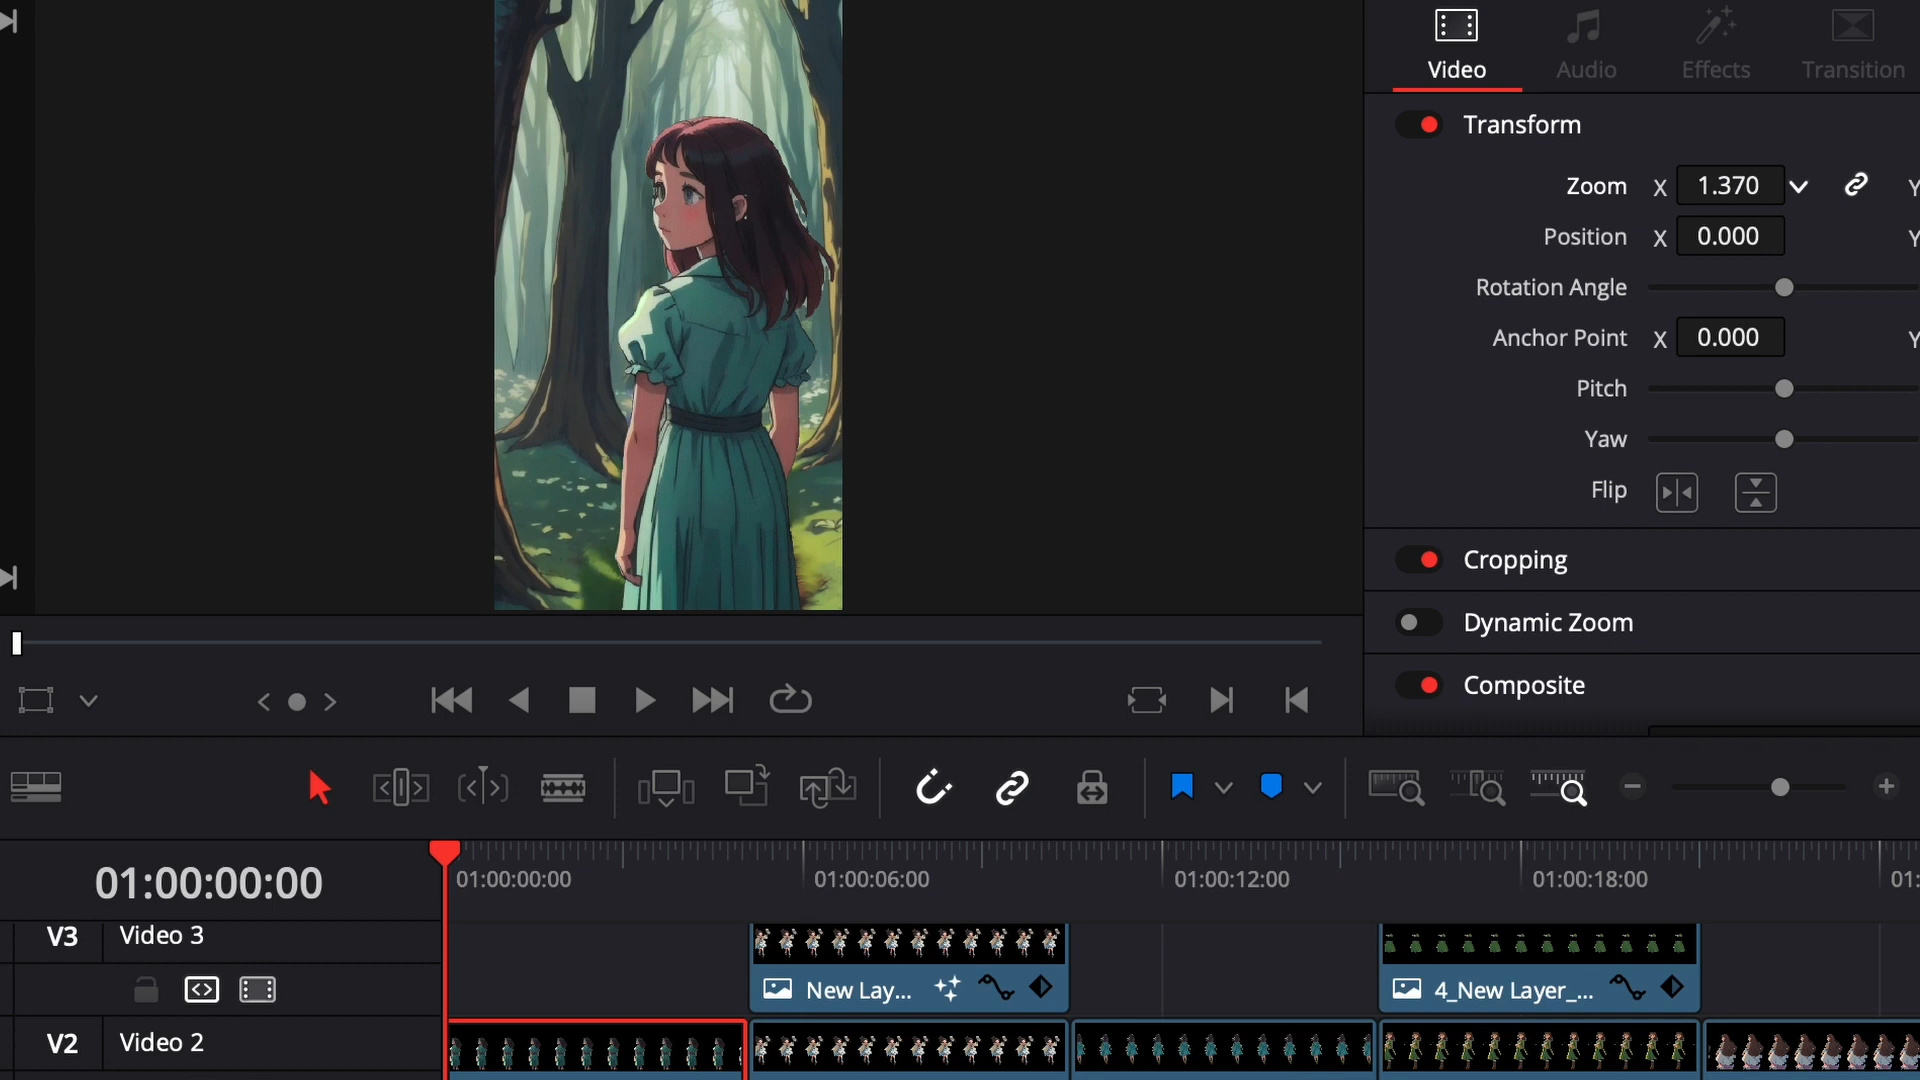 Video Audio Effects Transition
Transform
Zoom X 1.370 Y
Position X 0.000 Y
Rotation Angle
Anchor Point X 0.000 Y
Pitch
Yaw
Flip
Cropping
Dynamic Zoom
Composite
01:00:00:00
01:00:00:00 01:00:06:00 01:00:12:00 01:00:18:00 01:
V3 Video 3
New Lay... 4_New Layer_...
V2 Video 2